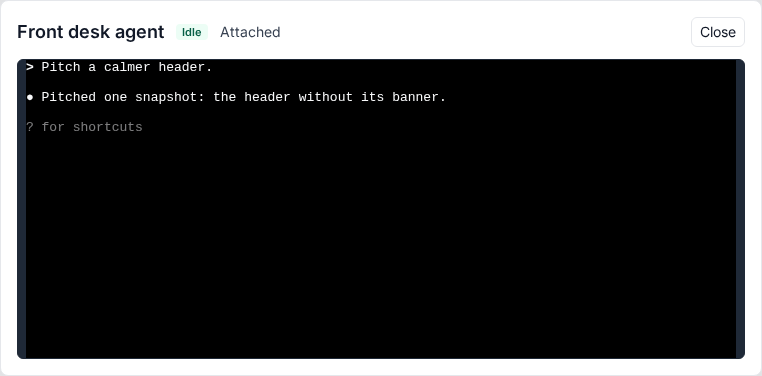 Front desk agent Idle Attached Close
> Pitch a calmer header.
● Pitched one snapshot: the header without its banner.
? for shortcuts